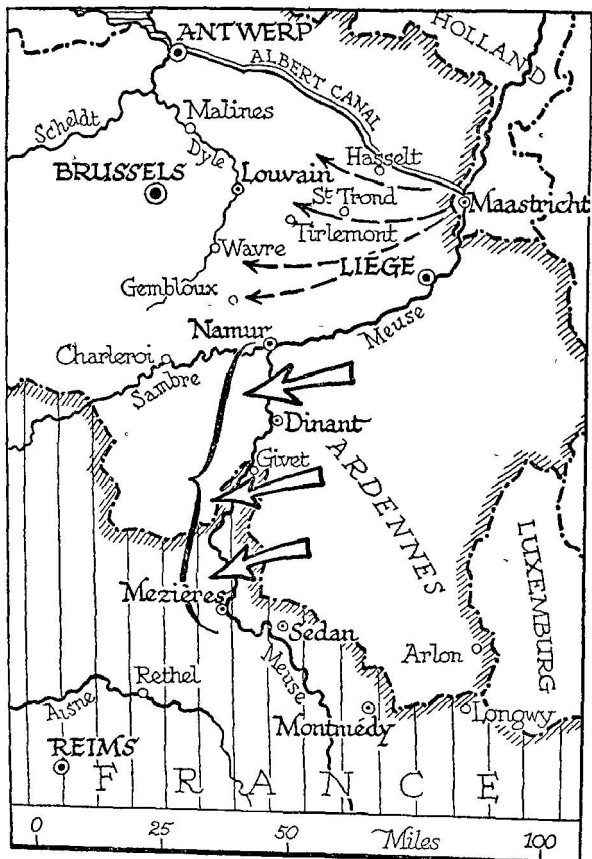 ANTWERP
HOLLAND
ALBERT CANAL
Scheldt
Malines
Dyle
Hasselt
BRUSSELS
Louvain
St. Trond
Maastricht
Tirlemont
Wavre
LIÉGE
Gembloux
Namur
Meuse
Charleroi
Sambre
Dinant
Givet
ARDENNES
LUXEMBURG
Mezières
Sedan
Meuse
Arlon
Rethel
Aisne
Montmédy
Longwy
REIMS
FRANCE
0 25 50 Miles 100